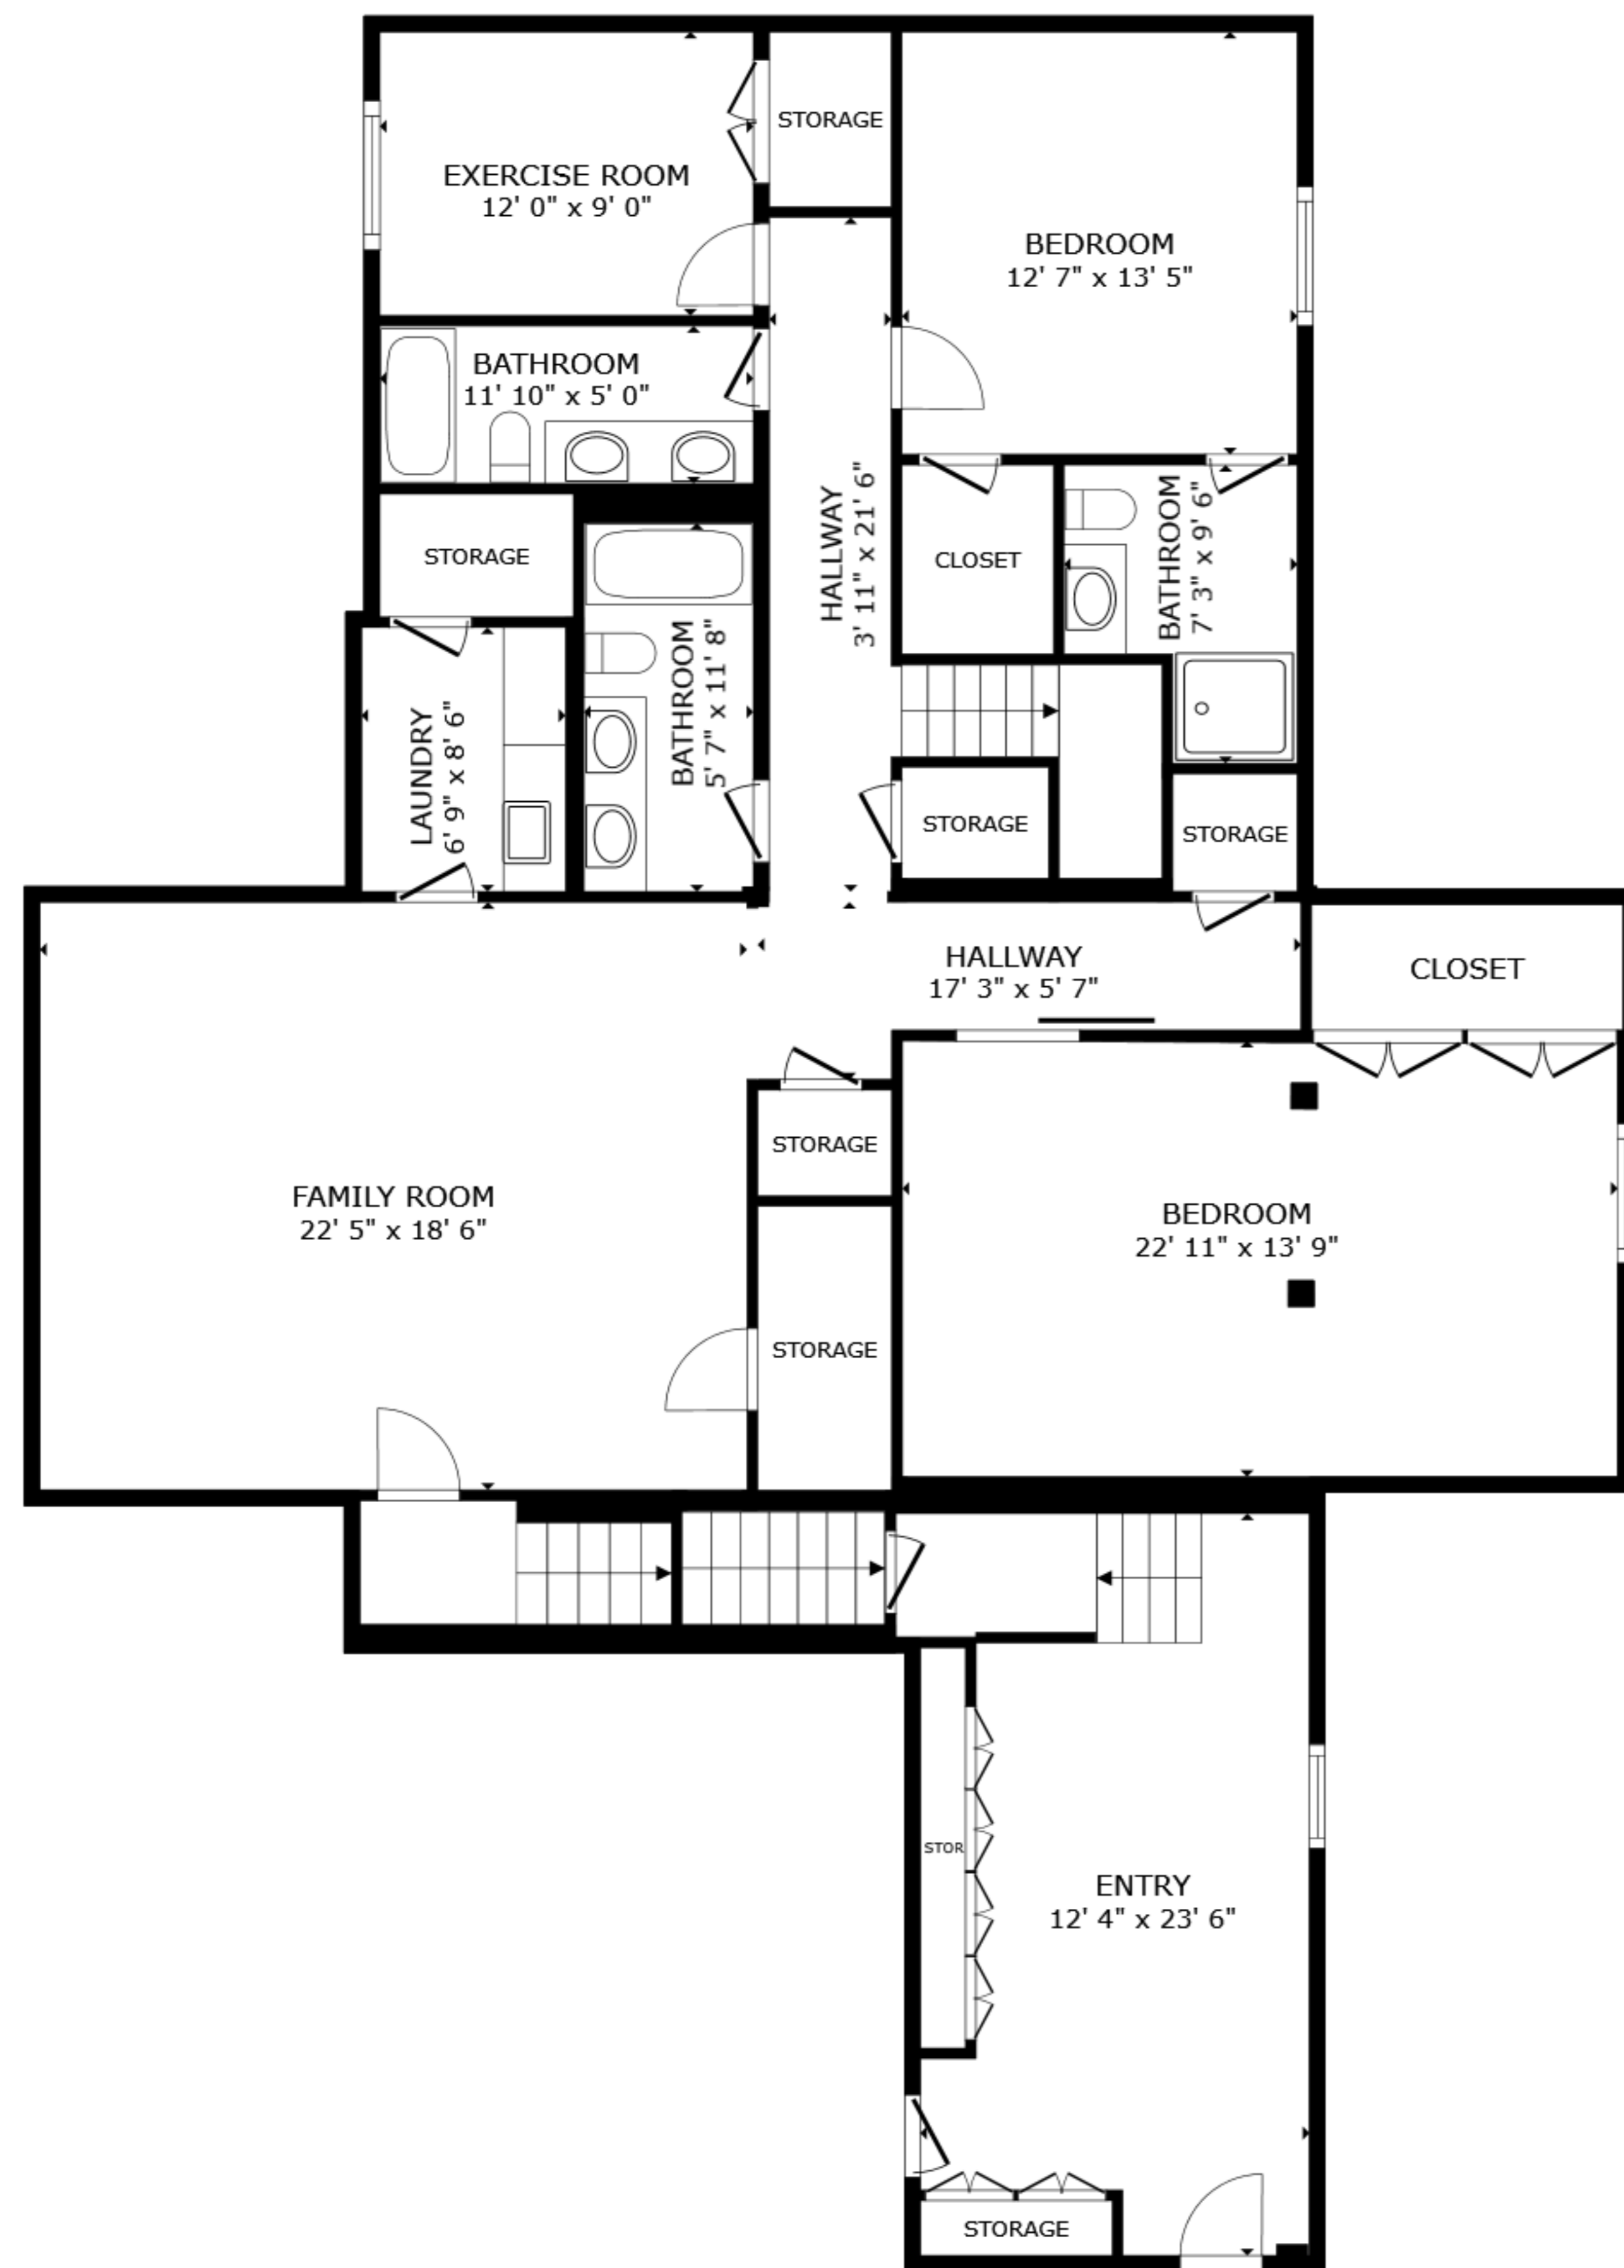 STORAGE
EXERCISE ROOM
12' 0" x 9' 0"
BEDROOM
12' 7" x 13' 5"
BATHROOM
11' 10" x 5' 0"
HALLWAY
3' 11" x 21' 6"
BATHROOM
7' 3" x 9' 6"
STORAGE
CLOSET
BATHROOM
5' 7" x 11' 8"
LAUNDRY
6' 9" x 8' 6"
STORAGE
STORAGE
HALLWAY
17' 3" x 5' 7"
CLOSET
STORAGE
FAMILY ROOM
22' 5" x 18' 6"
BEDROOM
22' 11" x 13' 9"
STORAGE
STOR
ENTRY
12' 4" x 23' 6"
STORAGE